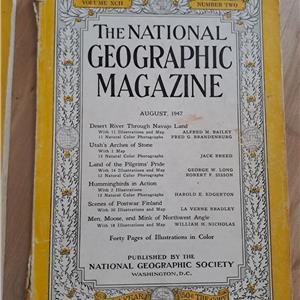 VOLUME XCII NUMBER TWO
THE NATIONAL
GEOGRAPHIC
MAGAZINE
AUGUST, 1947
Desert River Through Navajo Land
With 11 Illustrations and Map ALFRED M. BAILEY
11 Natural Color Photographs FRED G. BRANDENBURG
Utah's Arches of Stone
With 1 Map
13 Natural Color Photographs JACK BREED
Land of the Pilgrims' Pride
With 14 Illustrations and Map GEORGE W. LONG
12 Natural Color Photographs ROBERT F. SISSON
Hummingbirds in Action
With 2 Illustrations
12 Natural Color Photographs HAROLD E. EDGERTON
Scenes of Postwar Finland
With 30 Illustrations and Map LA VERNE BRADLEY
Men, Moose, and Mink of Northwest Angle
With 18 Illustrations and Map WILLIAM H. NICHOLAS
Forty Pages of Illustrations in Color
PUBLISHED BY THE
NATIONAL GEOGRAPHIC SOCIETY
WASHINGTON, D.C.